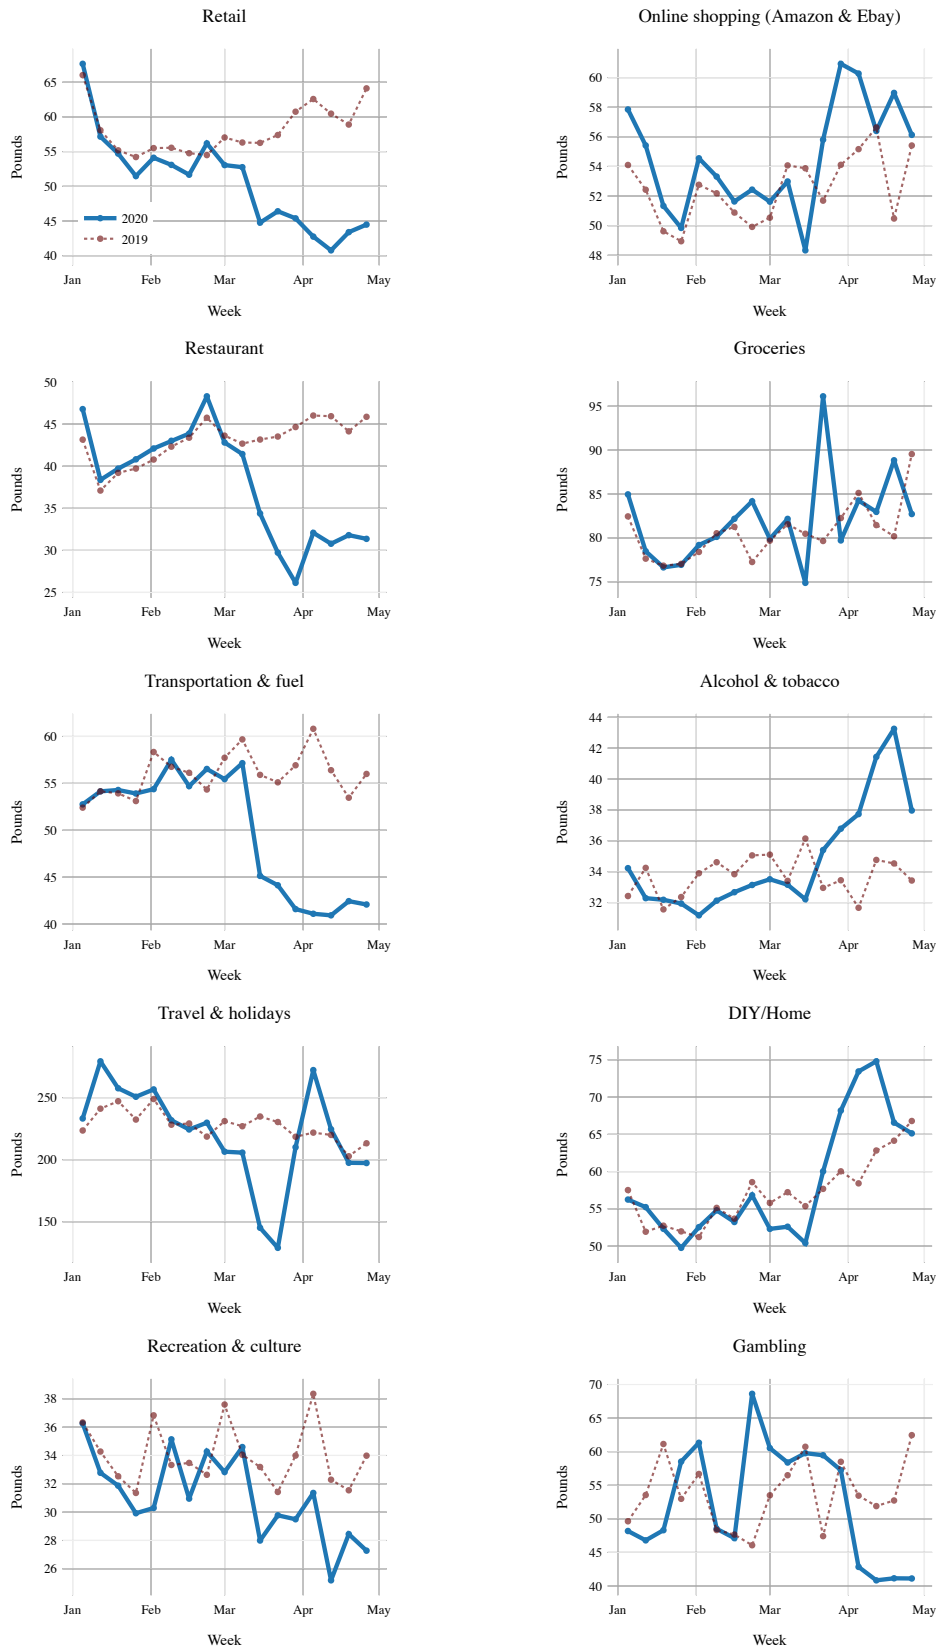 Retail
Pounds
65
60
55
50
45
40
2020
2019
Jan Feb Mar Apr May
Week
Online shopping (Amazon & Ebay)
Pounds
60
58
56
54
52
50
48
Jan Feb Mar Apr May
Week
Restaurant
Pounds
50
45
40
35
30
25
Jan Feb Mar Apr May
Week
Groceries
Pounds
95
90
85
80
75
Jan Feb Mar Apr May
Week
Transportation & fuel
Pounds
60
55
50
45
40
Jan Feb Mar Apr May
Week
Alcohol & tobacco
Pounds
44
42
40
38
36
34
32
Jan Feb Mar Apr May
Week
Travel & holidays
Pounds
250
200
150
Jan Feb Mar Apr May
Week
DIY/Home
Pounds
75
70
65
60
55
50
Jan Feb Mar Apr May
Week
Recreation & culture
Pounds
38
36
34
32
30
28
26
Jan Feb Mar Apr May
Week
Gambling
Pounds
70
65
60
55
50
45
40
Jan Feb Mar Apr May
Week